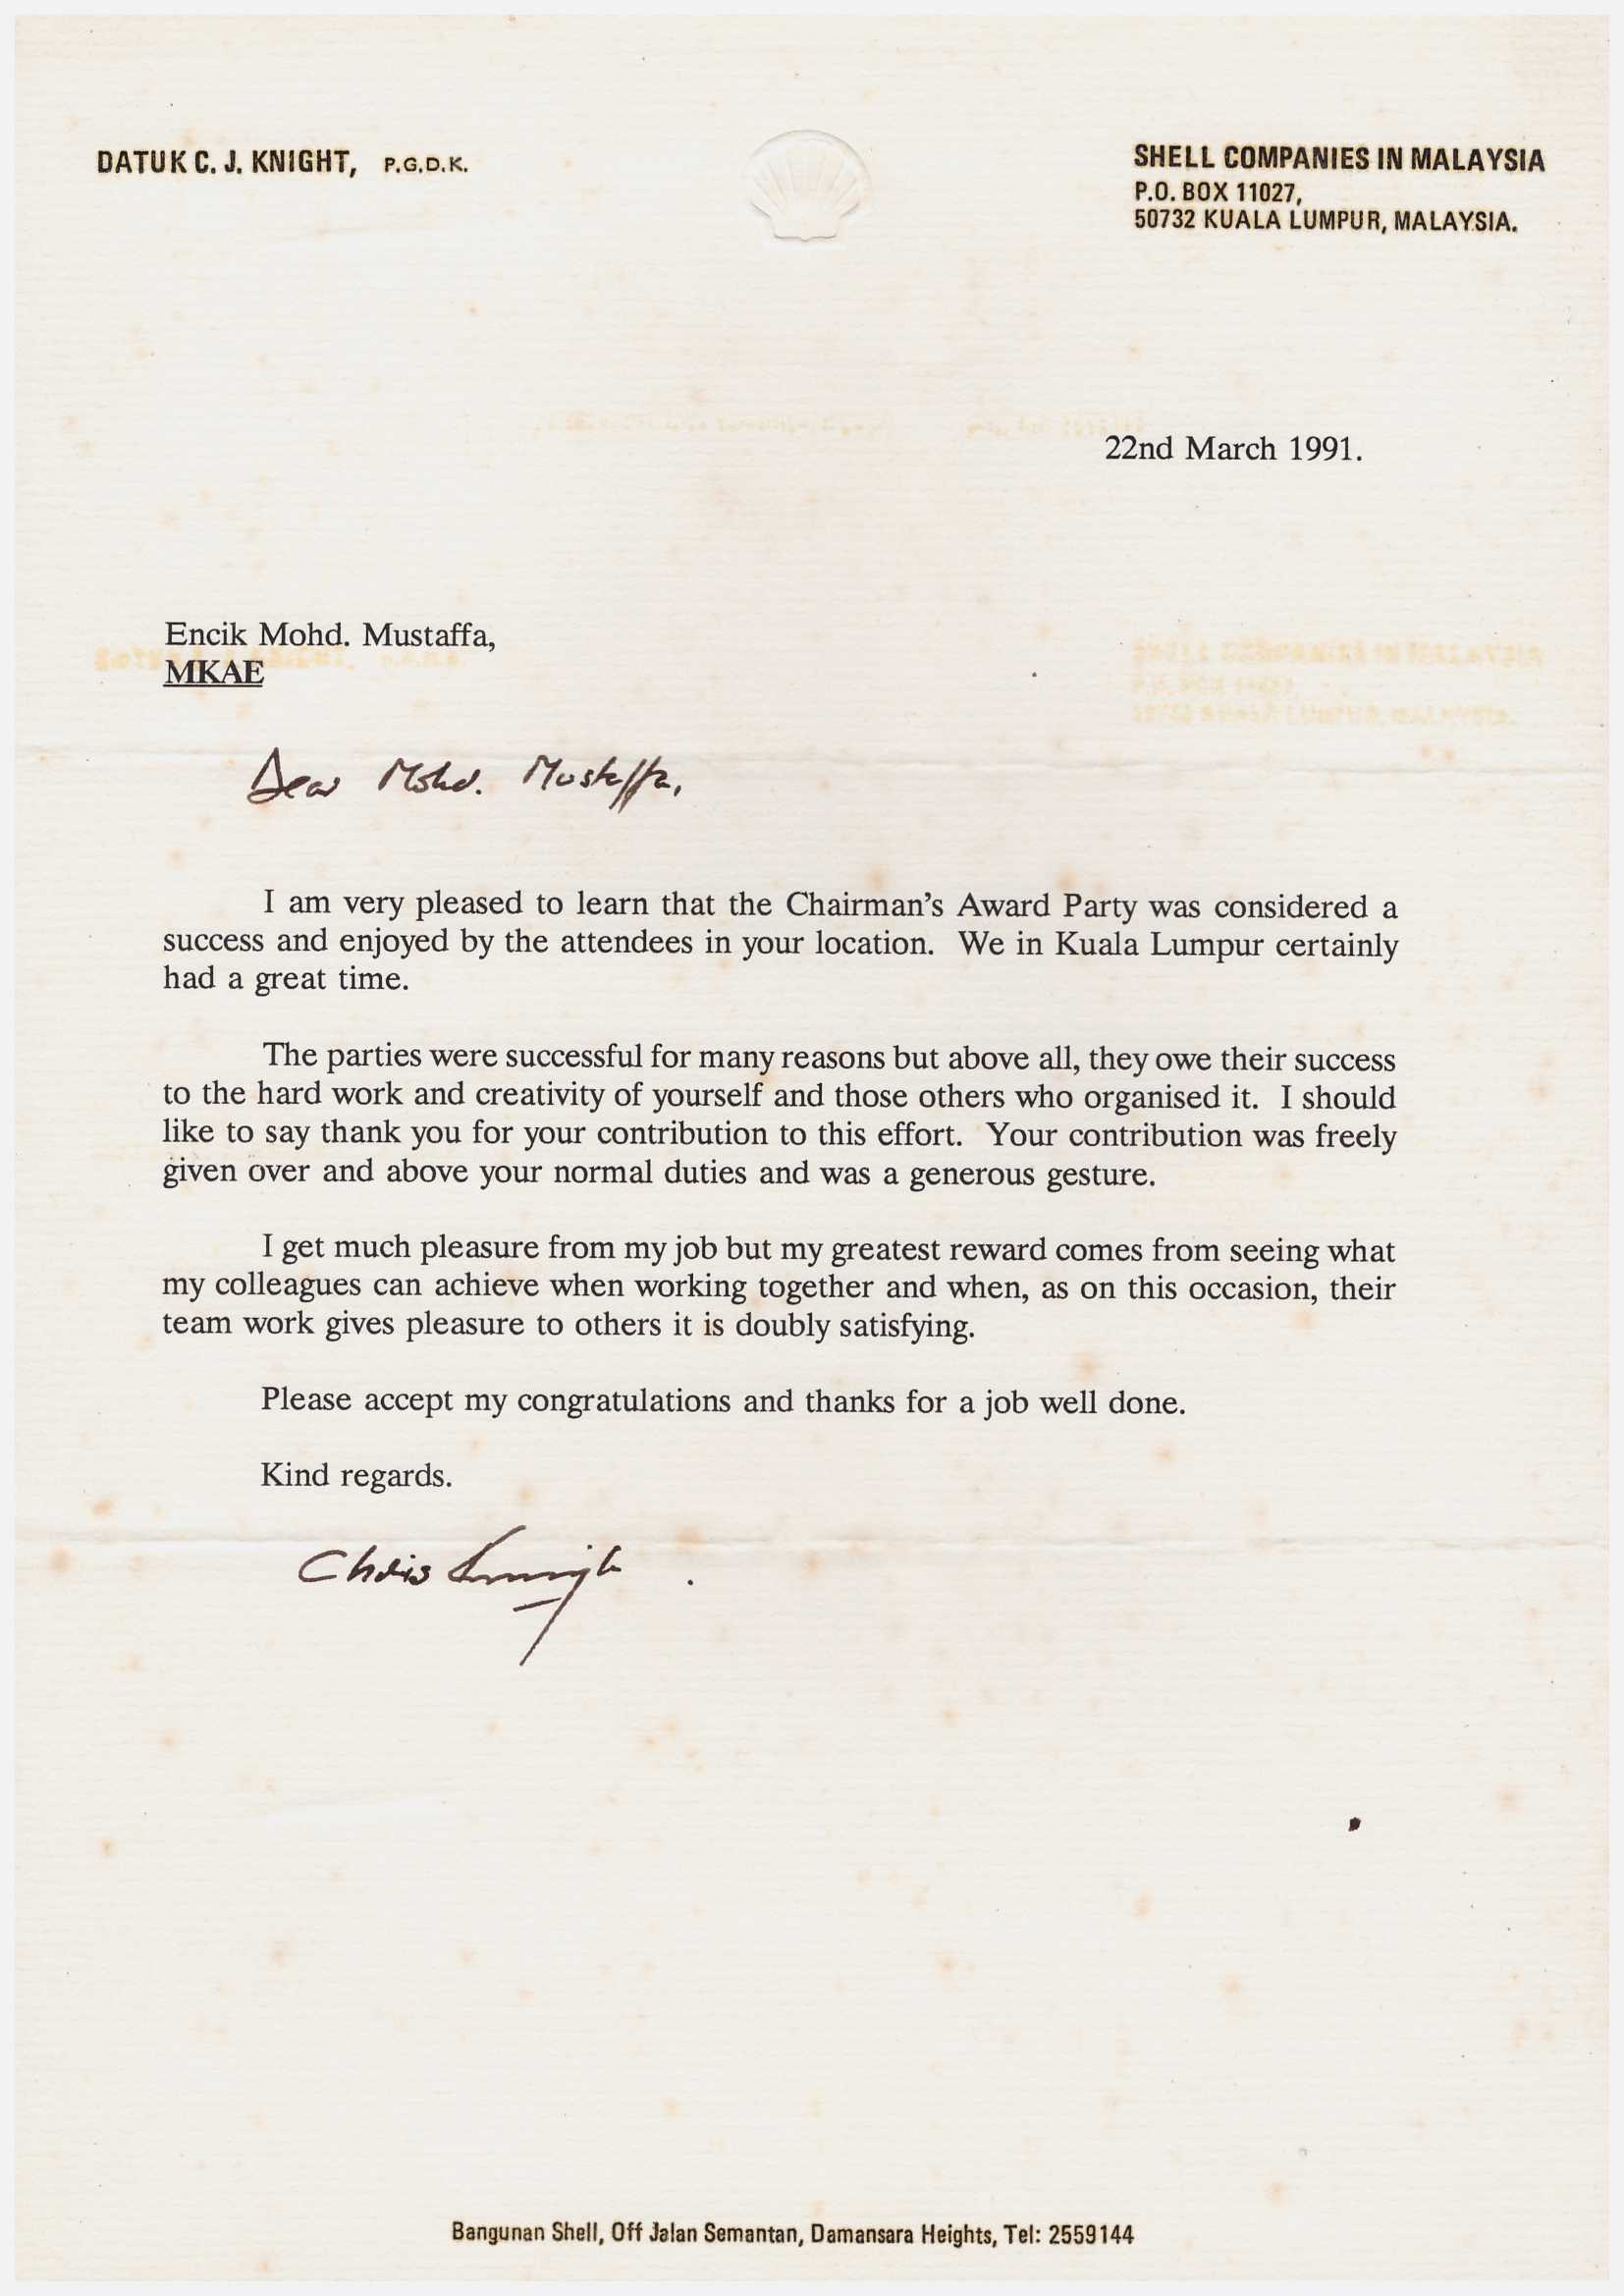 DATUK C. J. KNIGHT, P.G.D.K.
SHELL COMPANIES IN MALAYSIA
P.O. BOX 11027,
50732 KUALA LUMPUR, MALAYSIA.
22nd March 1991.
Encik Mohd. Mustaffa,
MKAE
Dear Mohd. Mustaffa,
I am very pleased to learn that the Chairman's Award Party was considered a
success and enjoyed by the attendees in your location. We in Kuala Lumpur certainly
had a great time.
The parties were successful for many reasons but above all, they owe their success
to the hard work and creativity of yourself and those others who organised it. I should
like to say thank you for your contribution to this effort. Your contribution was freely
given over and above your normal duties and was a generous gesture.
I get much pleasure from my job but my greatest reward comes from seeing what
my colleagues can achieve when working together and when, as on this occasion, their
team work gives pleasure to others it is doubly satisfying.
Please accept my congratulations and thanks for a job well done.
Kind regards.
Chris Knight
Bangunan Shell, Off Jalan Semantan, Damansara Heights, Tel: 2559144